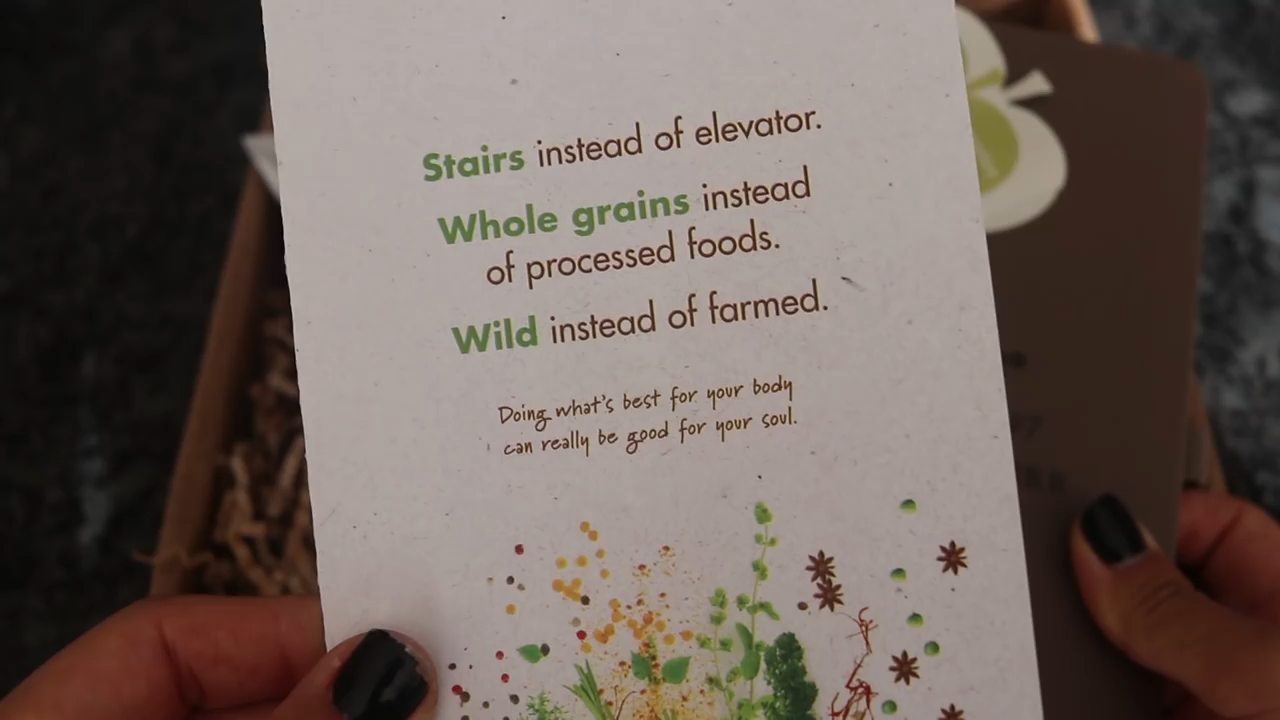 Stairs instead of elevator.
Whole grains instead
of processed foods.
Wild instead of farmed.
Doing what's best for your body
can really be good for your soul.